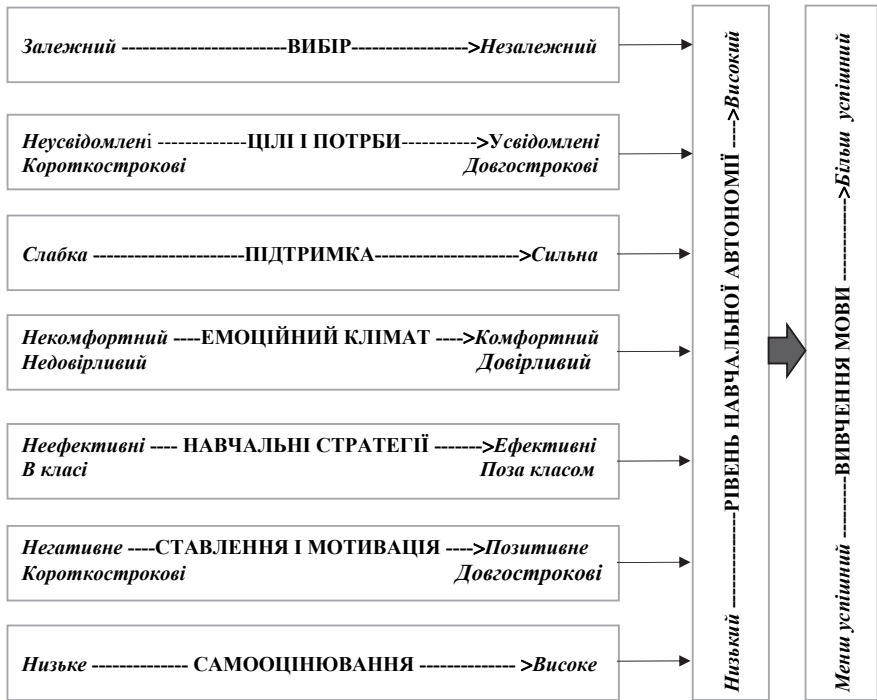 Залежний ------------------------ВИБІР----------------->Незалежний
Неусвідомлені -------------ЦІЛІ І ПОТРБИ----------->Усвідомлені
Короткострокові Довгострокові
Слабка ----------------------ПІДТРИМКА--------------------->Сильна
Некомфортний ----ЕМОЦІЙНИЙ КЛІМАТ ---->Комфортний
Недовірливий Довірливий
Неефективні ---- НАВЧАЛЬНІ СТРАТЕГІЇ ------->Ефективні
В класі Поза класом
Негативне ----СТАВЛЕННЯ І МОТИВАЦІЯ ---->Позитивне
Короткострокові Довгострокові
Низьке -------------- САМООЦІНЮВАННЯ -------------- >Високе
Низький --------------РІВЕНЬ НАВЧАЛЬНОЇ АВТОНОМІЇ ---->Високий
Менш успішний --------ВИВЧЕННЯ МОВИ -------->Більш успішний